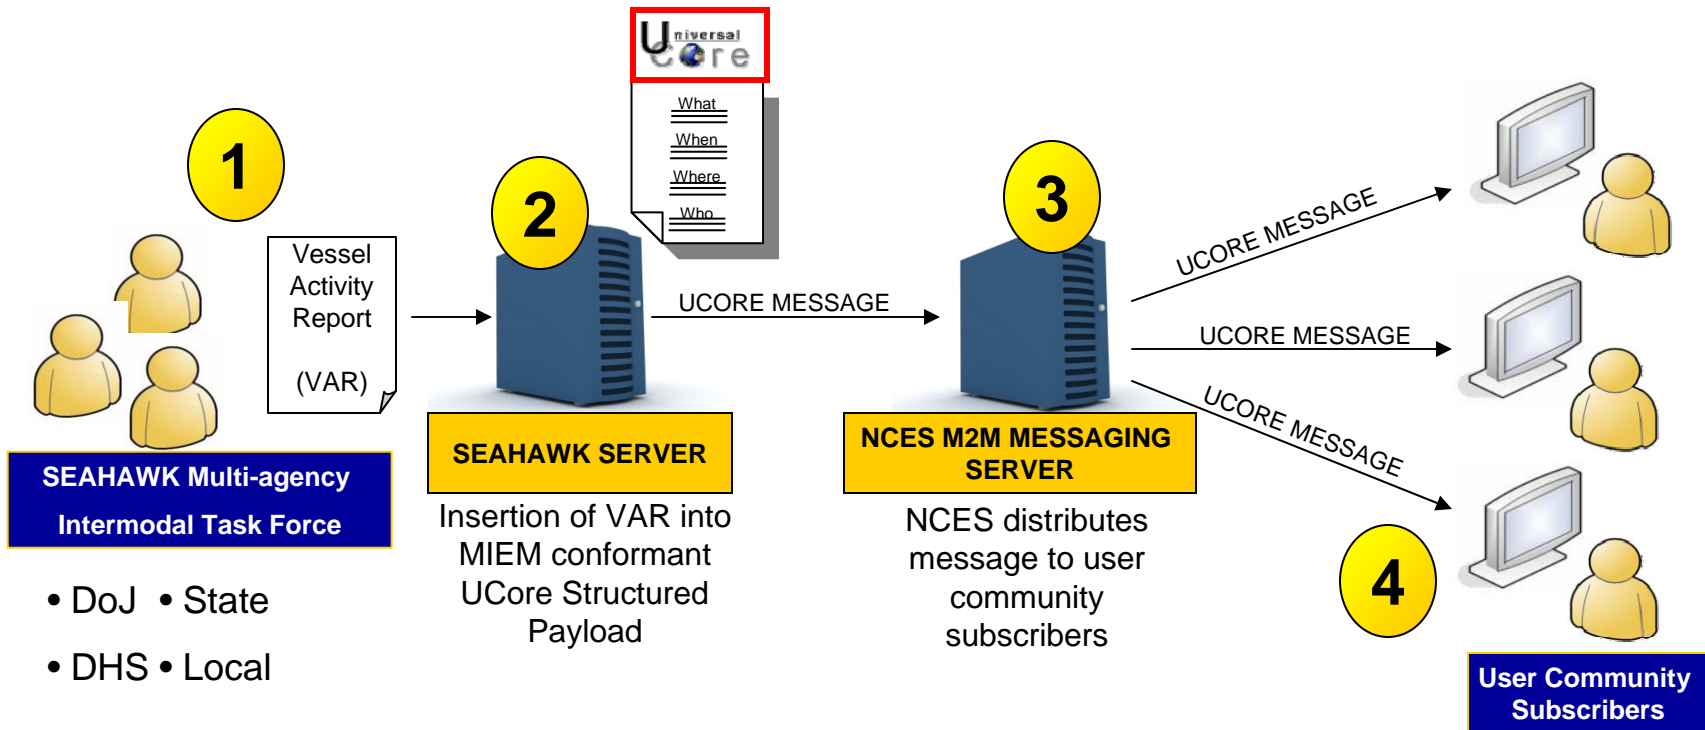 Universal
Core
What
When
Where
Who
1
Vessel
Activity
Report
(VAR)
SEAHAWK Multi-agency
Intermodal Task Force
• DoJ • State
• DHS • Local
2
SEAHAWK SERVER
Insertion of VAR into
MIEM conformant
UCore Structured
Payload
UCORE MESSAGE
3
NCES M2M MESSAGING
SERVER
NCES distributes
message to user
community
subscribers
UCORE MESSAGE
UCORE MESSAGE
UCORE MESSAGE
4
User Community
Subscribers